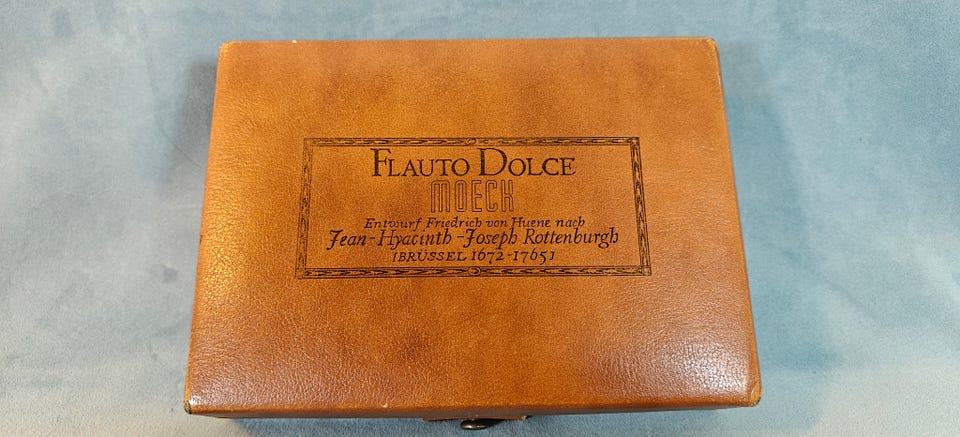 FLAUTO DOLCE
MOECK
Entwurf Friedrich von Huene nach
Jean-Hyacinth-Joseph Rottenburgh
[BRÜSSEL 1672-1765]